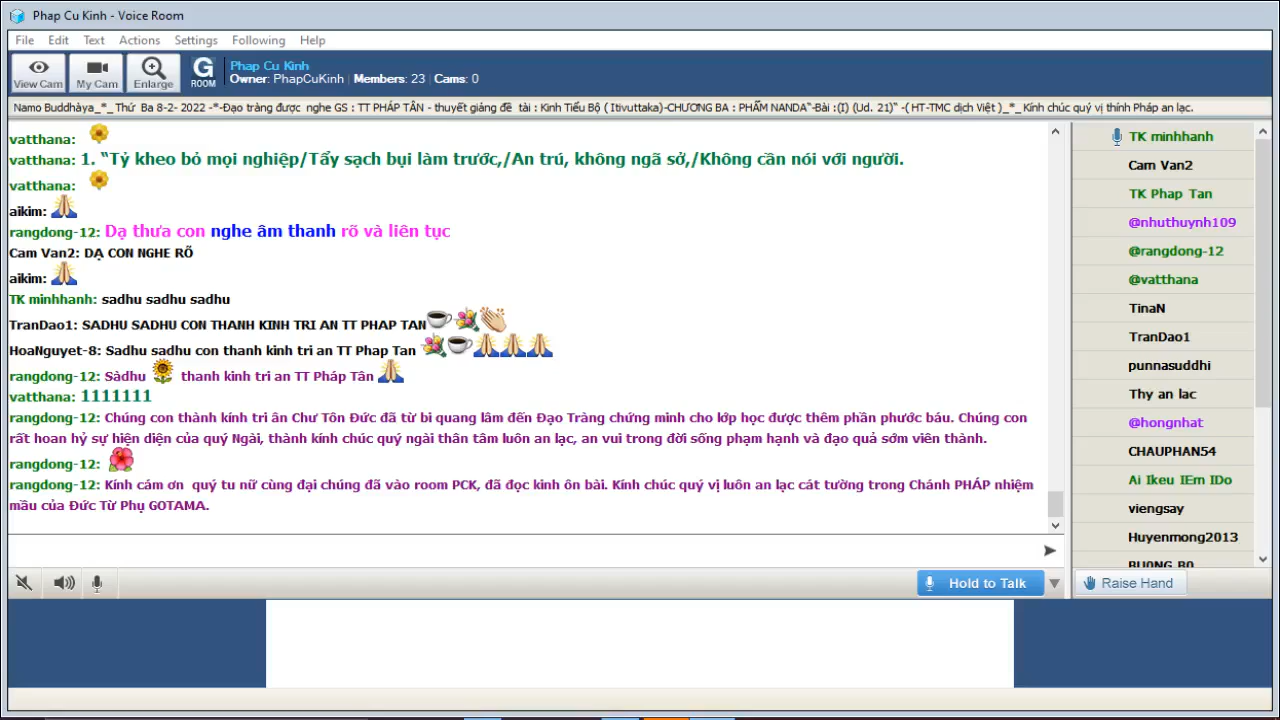 Phap Cu Kinh - Voice Room
File Edit Text Actions Settings Following Help
View Cam My Cam Enlarge G ROOM
Phap Cu Kinh
Owner: PhapCuKinh | Members: 23 | Cams: 0
Namo Buddhàya_*_Thứ Ba 8-2- 2022 -*-Đạo tràng được nghe GS : TT PHÁP TÂN - thuyết giảng đề tài : Kinh Tiểu Bộ ( Itivuttaka)-CHƯƠNG BA : PHẨM NANDA“-Bài :(I) (Ud. 21)“ -( HT-TMC dịch Việt )_*_ Kính chúc quý vị thính Pháp an lạc.
vatthana:
vatthana: 1. “Tỷ kheo bỏ mọi nghiệp/Tẩy sạch bụi làm trước,/An trú, không ngã sở,/Không cần nói với người.
vatthana:
aikim:
rangdong-12: Dạ thưa con nghe âm thanh rõ và liên tục
Cam Van2: DẠ CON NGHE RÕ
aikim:
TK minhhanh: sadhu sadhu sadhu
TranDao1: SADHU SADHU CON THANH KINH TRI AN TT PHAP TAN
HoaNguyet-8: Sadhu sadhu con thanh kinh tri an TT Phap Tan
rangdong-12: Sàdhu thanh kinh tri an TT Pháp Tân
vatthana: 1111111
rangdong-12: Chúng con thành kính tri ân Chư Tôn Đức đã từ bi quang lâm đến Đạo Tràng chứng minh cho lớp học được thêm phần phước báu. Chúng con
rất hoan hỷ sự hiện diện của quý Ngài, thành kính chúc quý ngài thân tâm luôn an lạc, an vui trong đời sống phạm hạnh và đạo quả sớm viên thành.
rangdong-12:
rangdong-12: Kính cám ơn quý tu nữ cùng đại chúng đã vào room PCK, đã đọc kinh ôn bài. Kính chúc quý vị luôn an lạc cát tường trong Chánh PHÁP nhiệm
mầu của Đức Từ Phụ GOTAMA.
TK minhhanh
Cam Van2
TK Phap Tan
@nhuthuynh109
@rangdong-12
@vatthana
TinaN
TranDao1
punnasuddhi
Thy an lac
@hongnhat
CHAUPHAN54
Ai Ikeu IEm IDo
viengsay
Huyenmong2013
Hold to Talk
Raise Hand